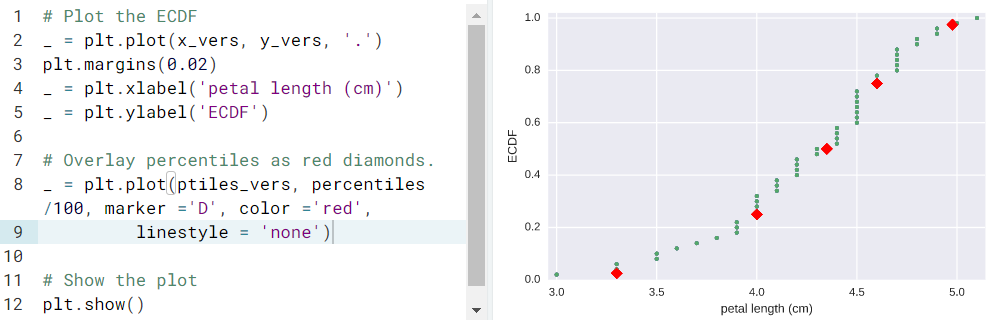 1 # Plot the ECDF
2 _ = plt.plot(x_vers, y_vers, '.')
3 plt.margins(0.02)
4 _ = plt.xlabel('petal length (cm)')
5 _ = plt.ylabel('ECDF')
6
7 # Overlay percentiles as red diamonds.
8 _ = plt.plot(ptiles_vers, percentiles
/100, marker ='D', color ='red',
9 linestyle = 'none')
10
11 # Show the plot
12 plt.show()
1.0
0.8
0.6
0.4
0.2
0.0
ECDF
3.0 3.5 4.0 4.5 5.0
petal length (cm)